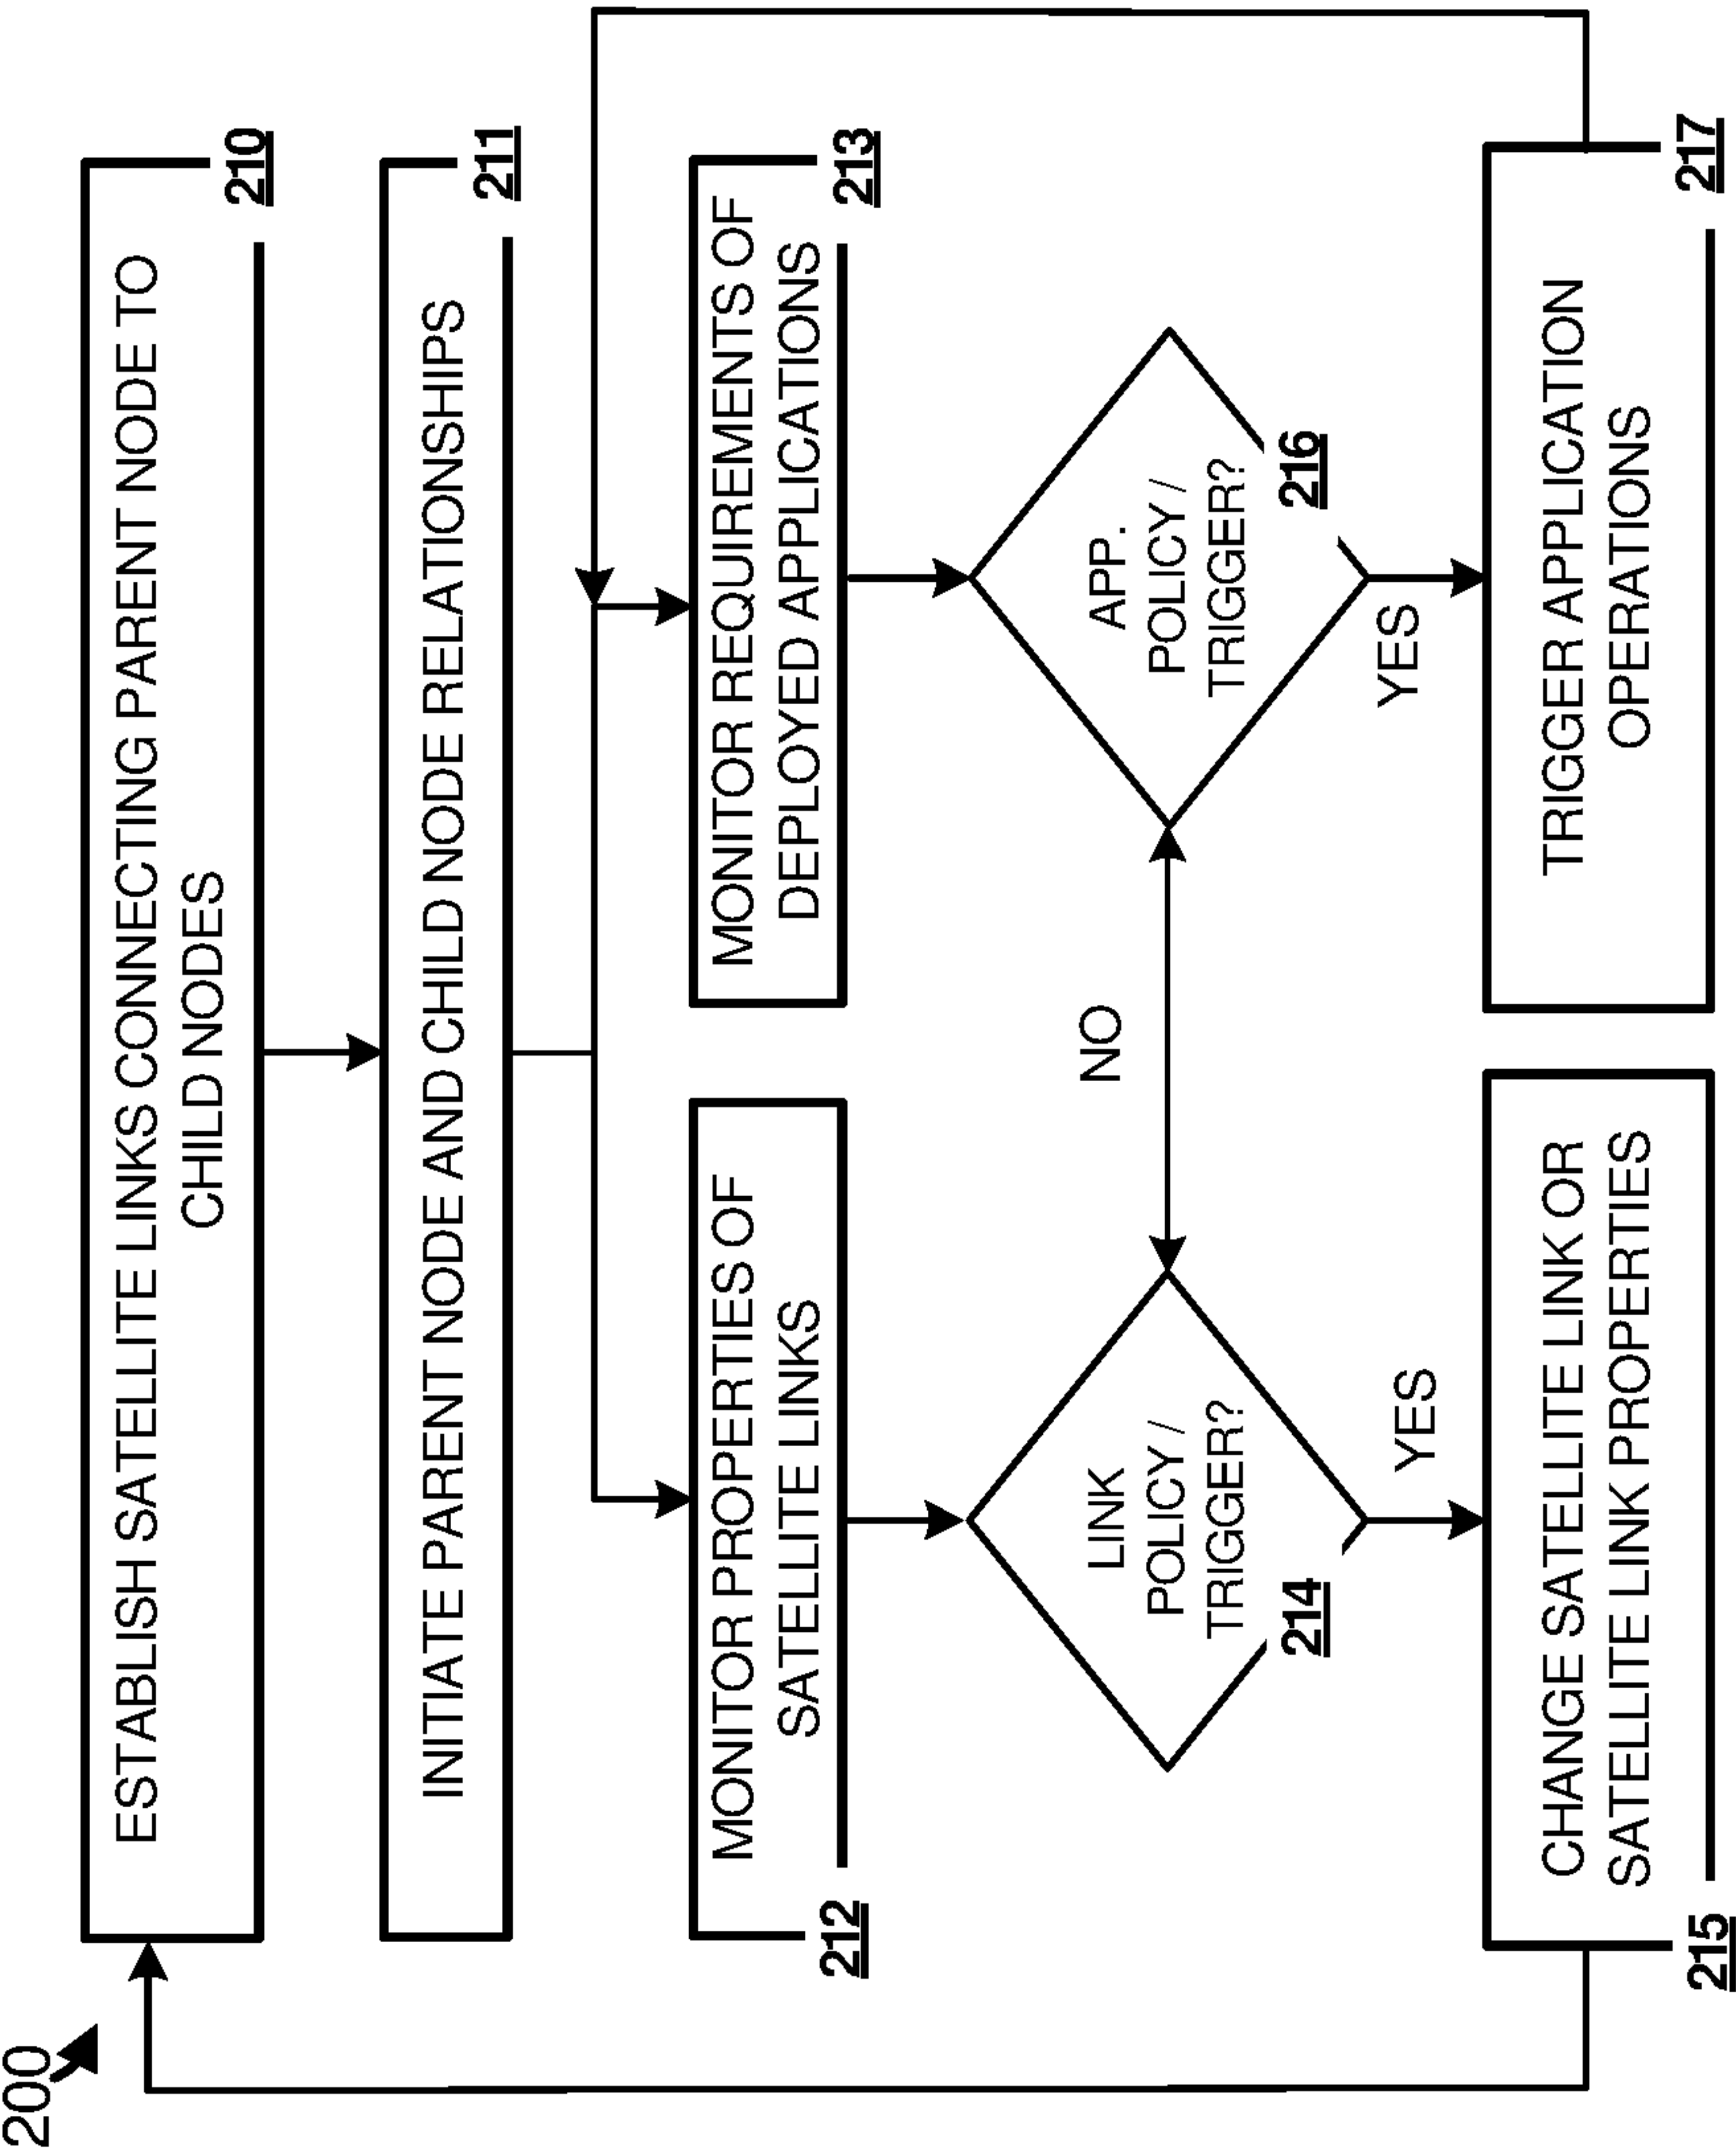 200
ESTABLISH SATELLITE LINKS CONNECTING PARENT NODE TO
CHILD NODES
210
INITIATE PARENT NODE AND CHILD NODE RELATIONSHIPS
211
MONITOR PROPERTIES OF
SATELLITE LINKS
212
MONITOR REQUIREMENTS OF
DEPLOYED APPLICATIONS
213
LINK
POLICY /
TRIGGER?
214
NO
APP.
POLICY /
TRIGGER?
216
YES
YES
CHANGE SATELLITE LINK OR
SATELLITE LINK PROPERTIES
215
TRIGGER APPLICATION
OPERATIONS
217